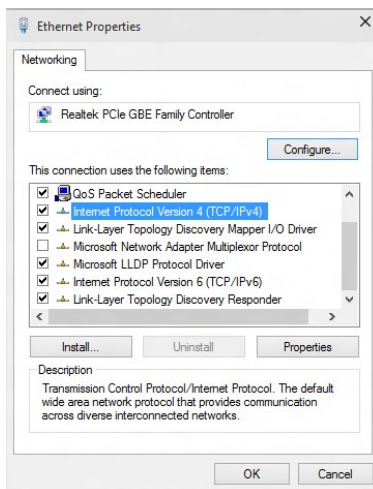 Ethernet Properties
Networking
Connect using:
Realtek PCIe GBE Family Controller
Configure...
This connection uses the following items:
QoS Packet Scheduler
Internet Protocol Version 4 (TCP/IPv4)
Link-Layer Topology Discovery Mapper I/O Driver
Microsoft Network Adapter Multiplexor Protocol
Microsoft LLDP Protocol Driver
Internet Protocol Version 6 (TCP/IPv6)
Link-Layer Topology Discovery Responder
Install... Uninstall Properties
Description
Transmission Control Protocol/Internet Protocol. The default
wide area network protocol that provides communication
across diverse interconnected networks.
OK Cancel